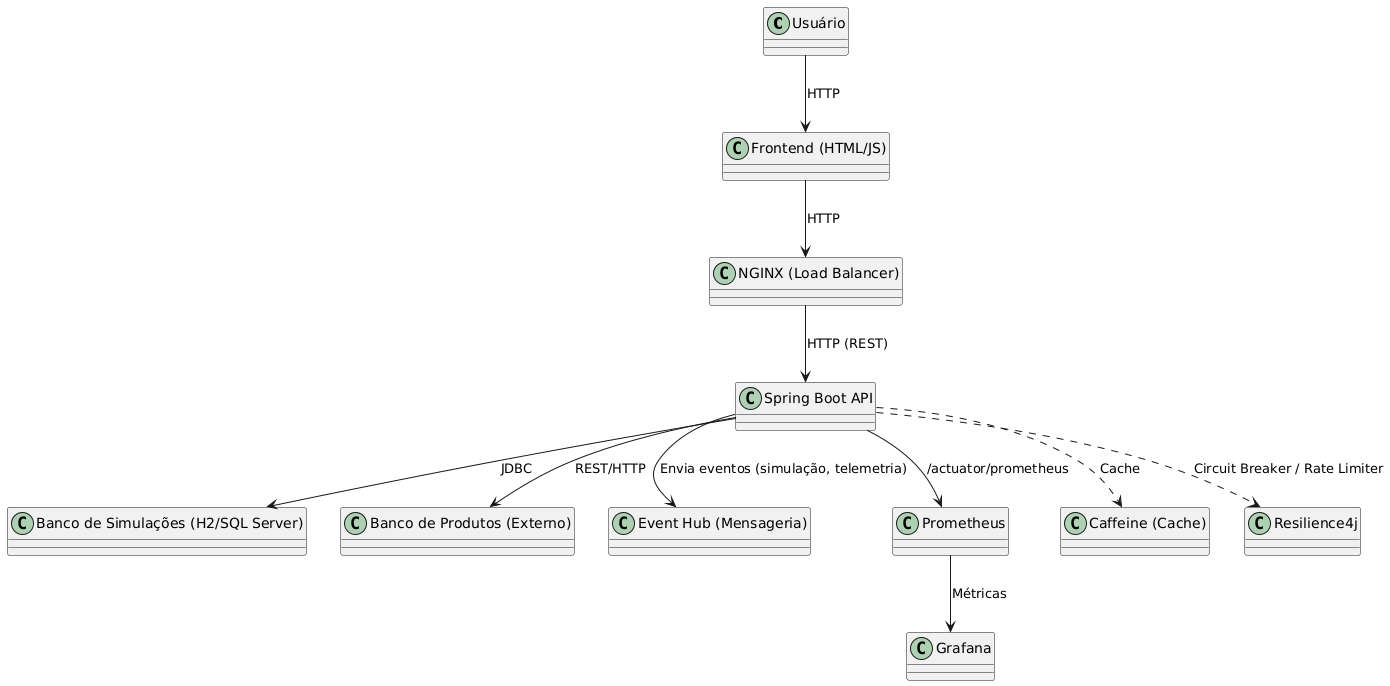 C Usuário
HTTP
C Frontend (HTML/JS)
HTTP
C NGINX (Load Balancer)
HTTP (REST)
C Spring Boot API
JDBC
REST/HTTP
Envia eventos (simulação, telemetria)
/actuator/prometheus
Cache
Circuit Breaker / Rate Limiter
C Banco de Simulações (H2/SQL Server)
C Banco de Produtos (Externo)
C Event Hub (Mensageria)
C Prometheus
C Caffeine (Cache)
C Resilience4j
Métricas
C Grafana